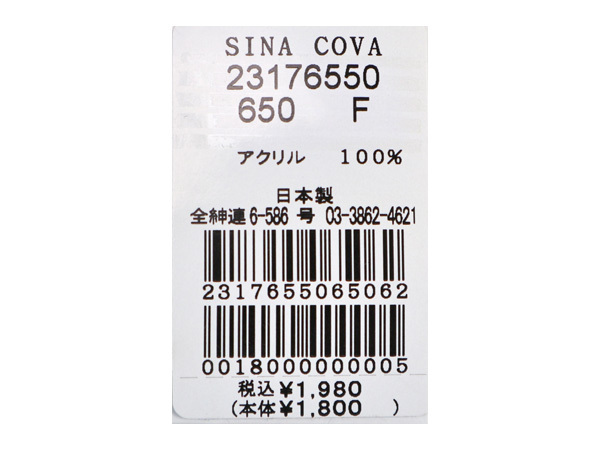 SINA COVA
23176550
650 F
アクリル 100%
日本製
全紳連6-586 号 03-3862-4621
2317655065062
0018000000005
税込¥1,980
(本体¥1,800 )